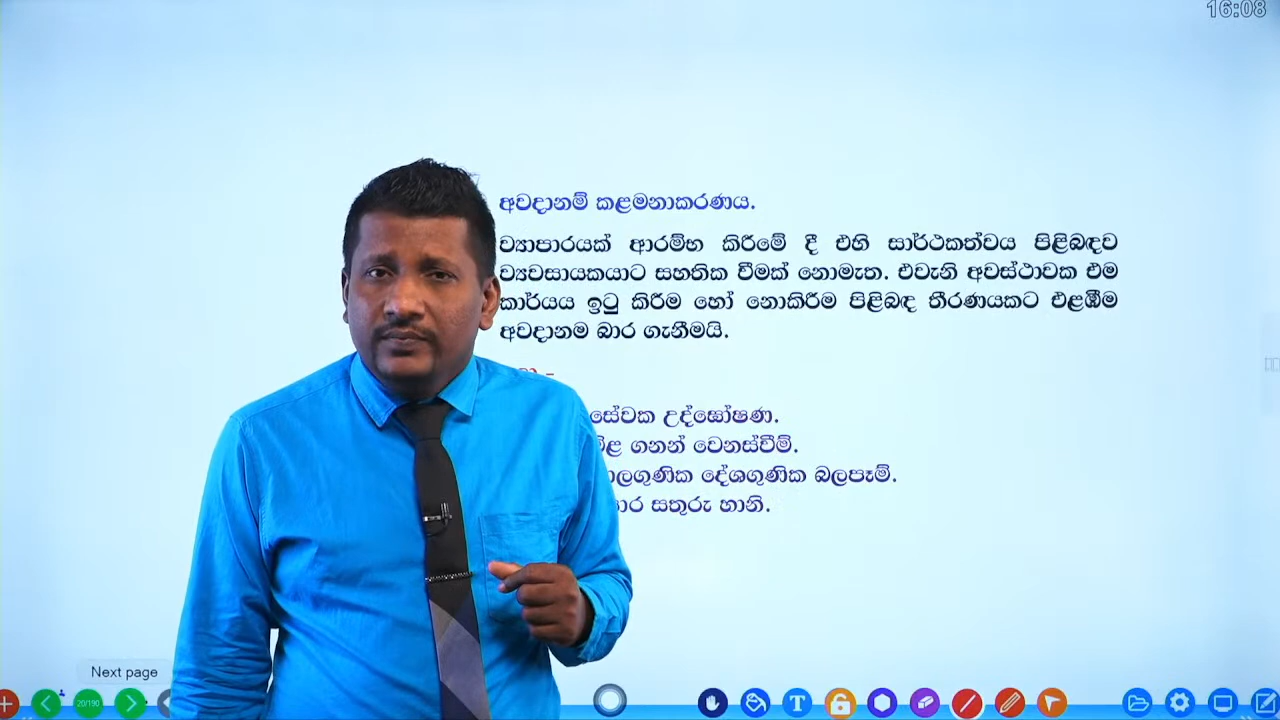 16:08
අවදානම් කළමනාකරණය.
ව්‍යාපාරයක් ආරම්භ කිරීමේ දී එහි සාර්ථකත්වය පිළිබඳව
ව්‍යවසායකයාට සහතික වීමක් නොමැත. එවැනි අවස්ථාවක එම
කාර්යය ඉටු කිරීම හෝ නොකිරීම පිළිබඳ තීරණයකට එළඹීම
අවදානම බාර ගැනීමයි.
සේවක උද්ඝෝෂණ.
ගනන් වෙනස්වීම්.
දේශගුණික බලපෑම්.
සතුරු හානි.
Next page
20/190
T